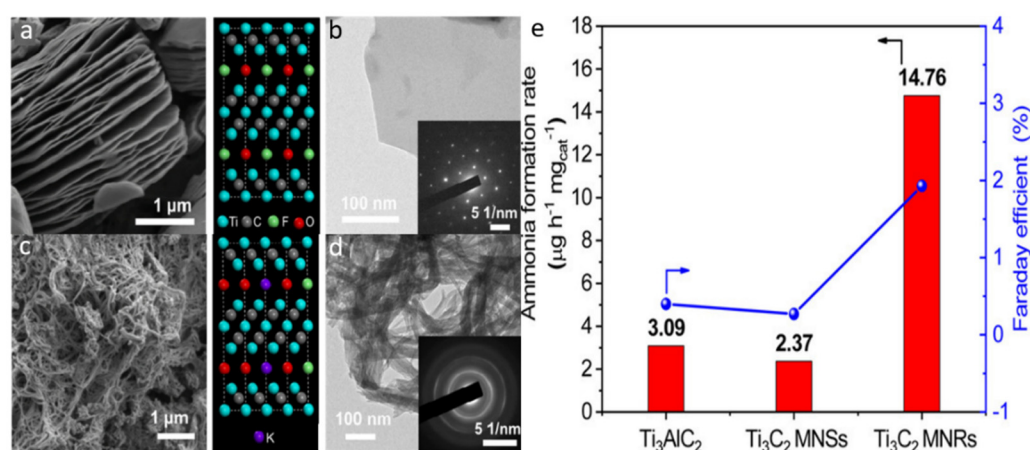 a
1 µm
Ti C F O
b
100 nm
5 1/nm
c
1 µm
K
d
100 nm
5 1/nm
e
Ammonia formation rate
(µg h⁻¹ mg_cat⁻¹)
18
16
14
12
10
8
6
4
2
0
3.09
2.37
14.76
Ti₃AlC₂ Ti₃C₂ MNSs Ti₃C₂ MNRs
4
3
2
1
0
-1
Faraday efficient (%)